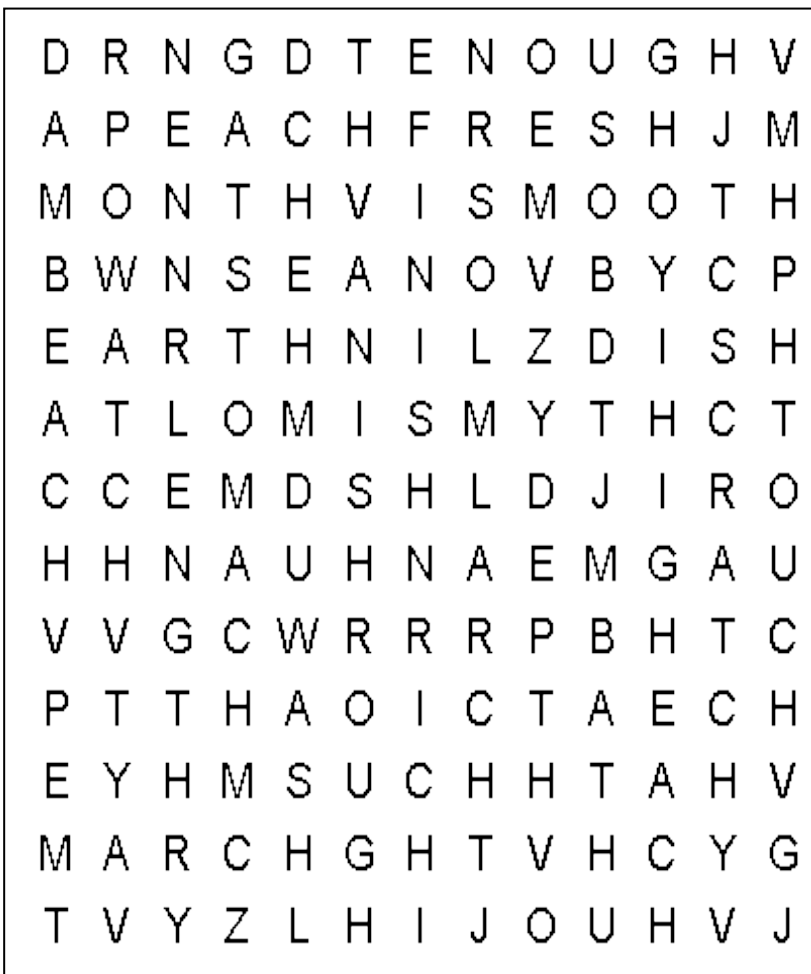 D R N G D T E N O U G H V
A P E A C H F R E S H J M
M O N T H V I S M O O T H
B W N S E A N O V B Y C P
E A R T H N I L Z D I S H
A T L O M I S M Y T H C T
C C E M D S H L D J I R O
H H N A U H N A E M G A U
V V G C W R R R P B H T C
P T T H A O I C T A E C H
E Y H M S U C H H T A H V
M A R C H G H T V H C Y G
T V Y Z L H I J O U H V J